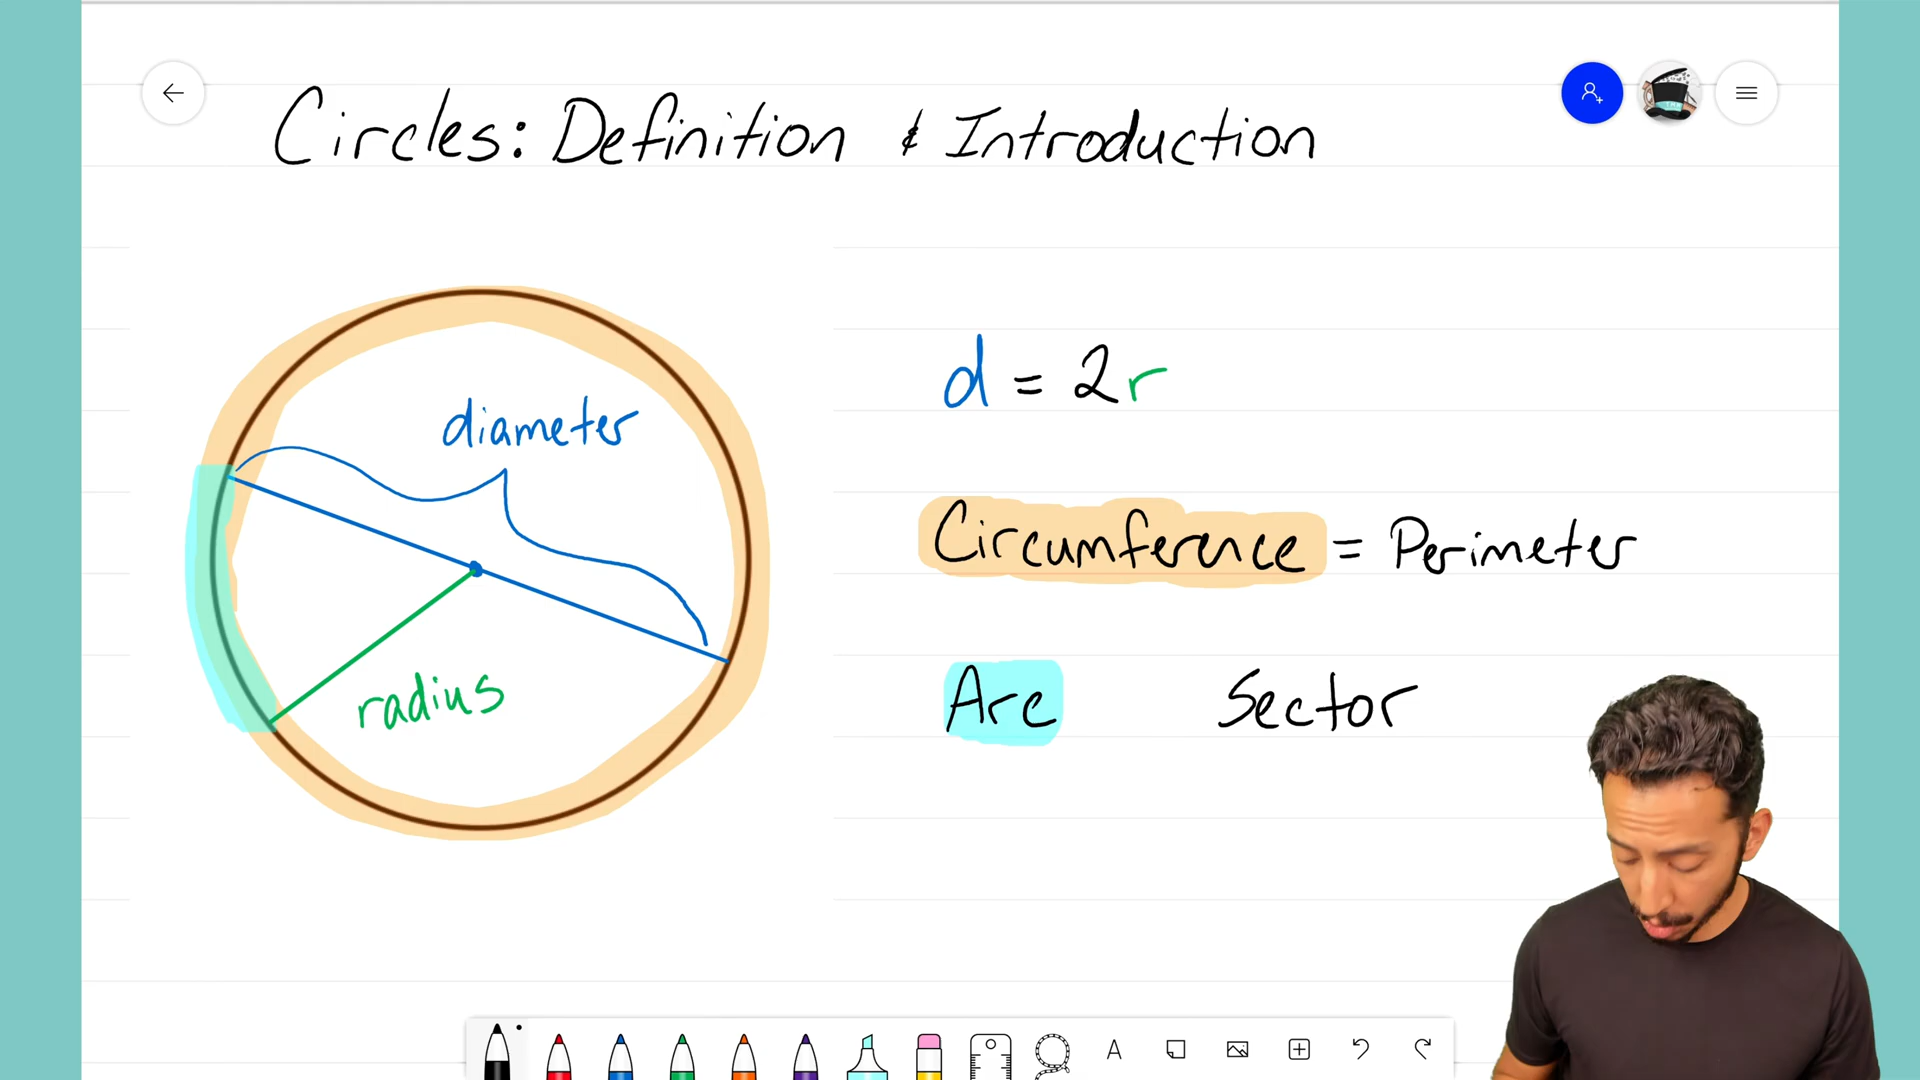 Circles: Definition & Introduction
diameter
radius
d = 2r
Circumference = Perimeter
Arc Sector
A